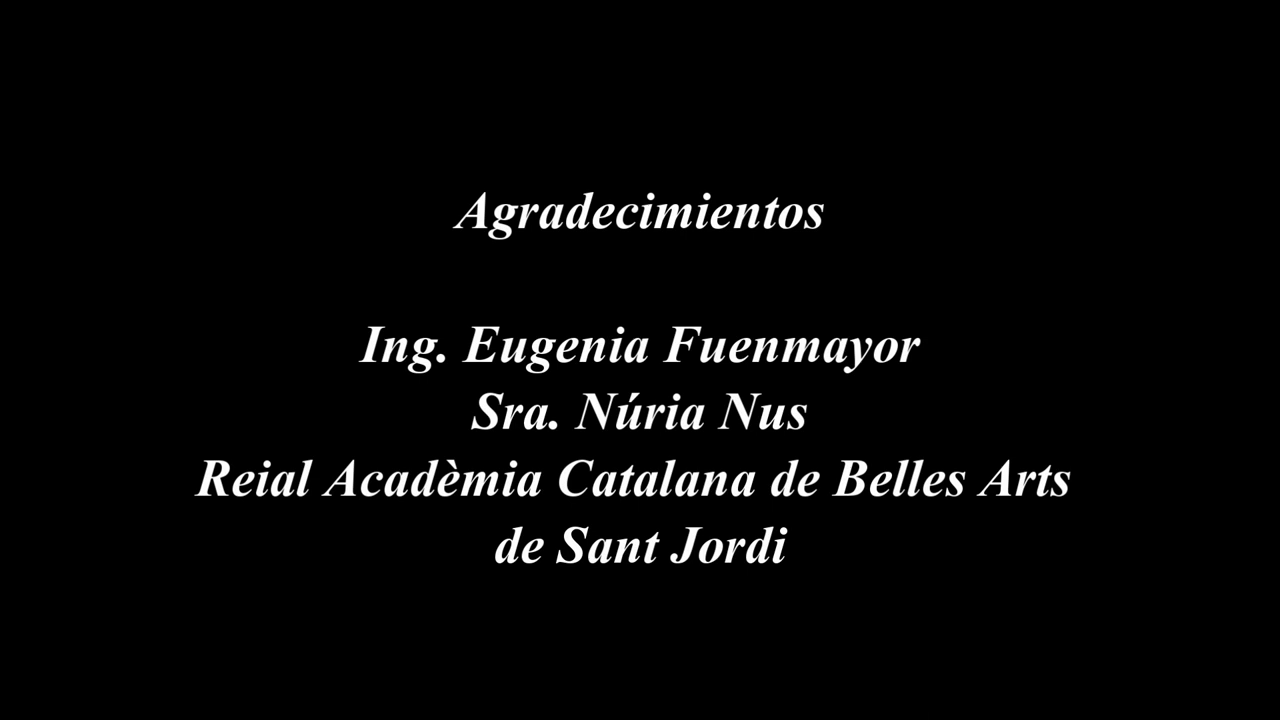 Agradecimientos
Ing. Eugenia Fuenmayor
Sra. Núria Nus
Reial Acadèmia Catalana de Belles Arts
de Sant Jordi